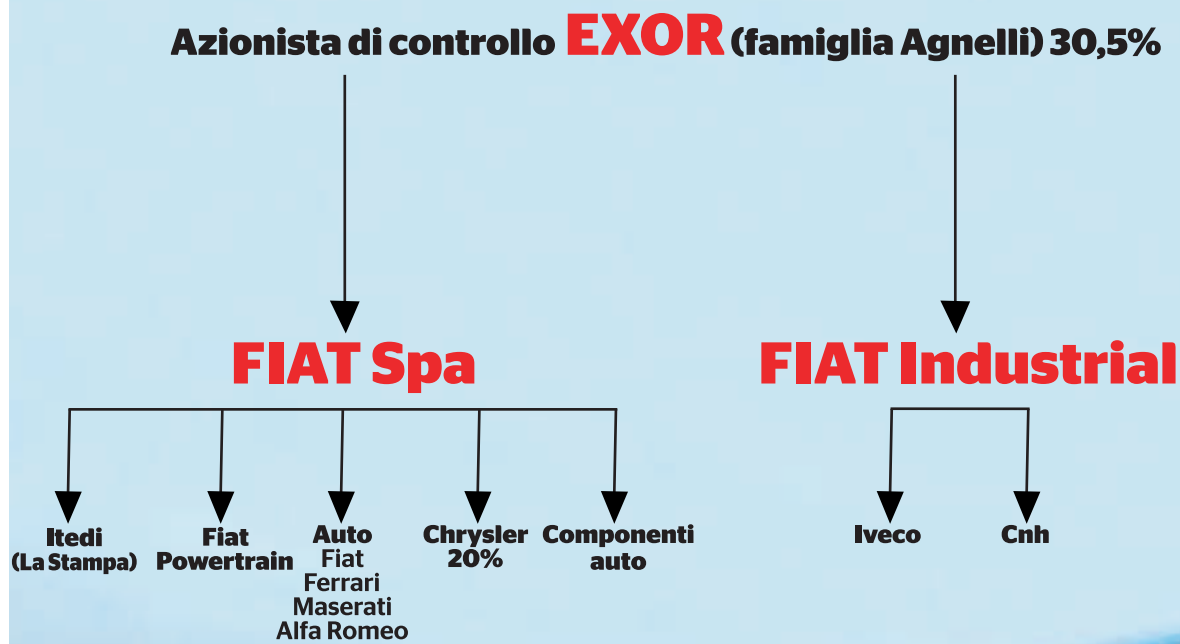 Azionista di controllo EXOR (famiglia Agnelli) 30,5%
FIAT Spa
FIAT Industrial
Itedi
(La Stampa)
Fiat
Powertrain
Auto
Fiat
Ferrari
Maserati
Alfa Romeo
Chrysler
20%
Componenti
auto
Iveco
Cnh